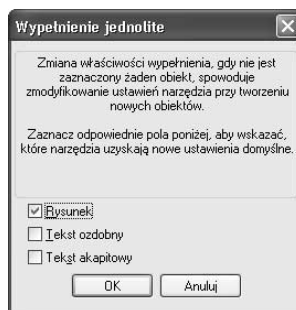 Wypełnienie jednolite
Zmiana właściwości wypełnienia, gdy nie jest
zaznaczony żaden obiekt, spowoduje
zmodyfikowanie ustawień narzędzia przy tworzeniu
nowych obiektów.
Zaznacz odpowiednie pola poniżej, aby wskazać,
które narzędzia uzyskają nowe ustawienia domyślne.
Rysunek
Tekst ozdobny
Tekst akapitowy
OK Anuluj